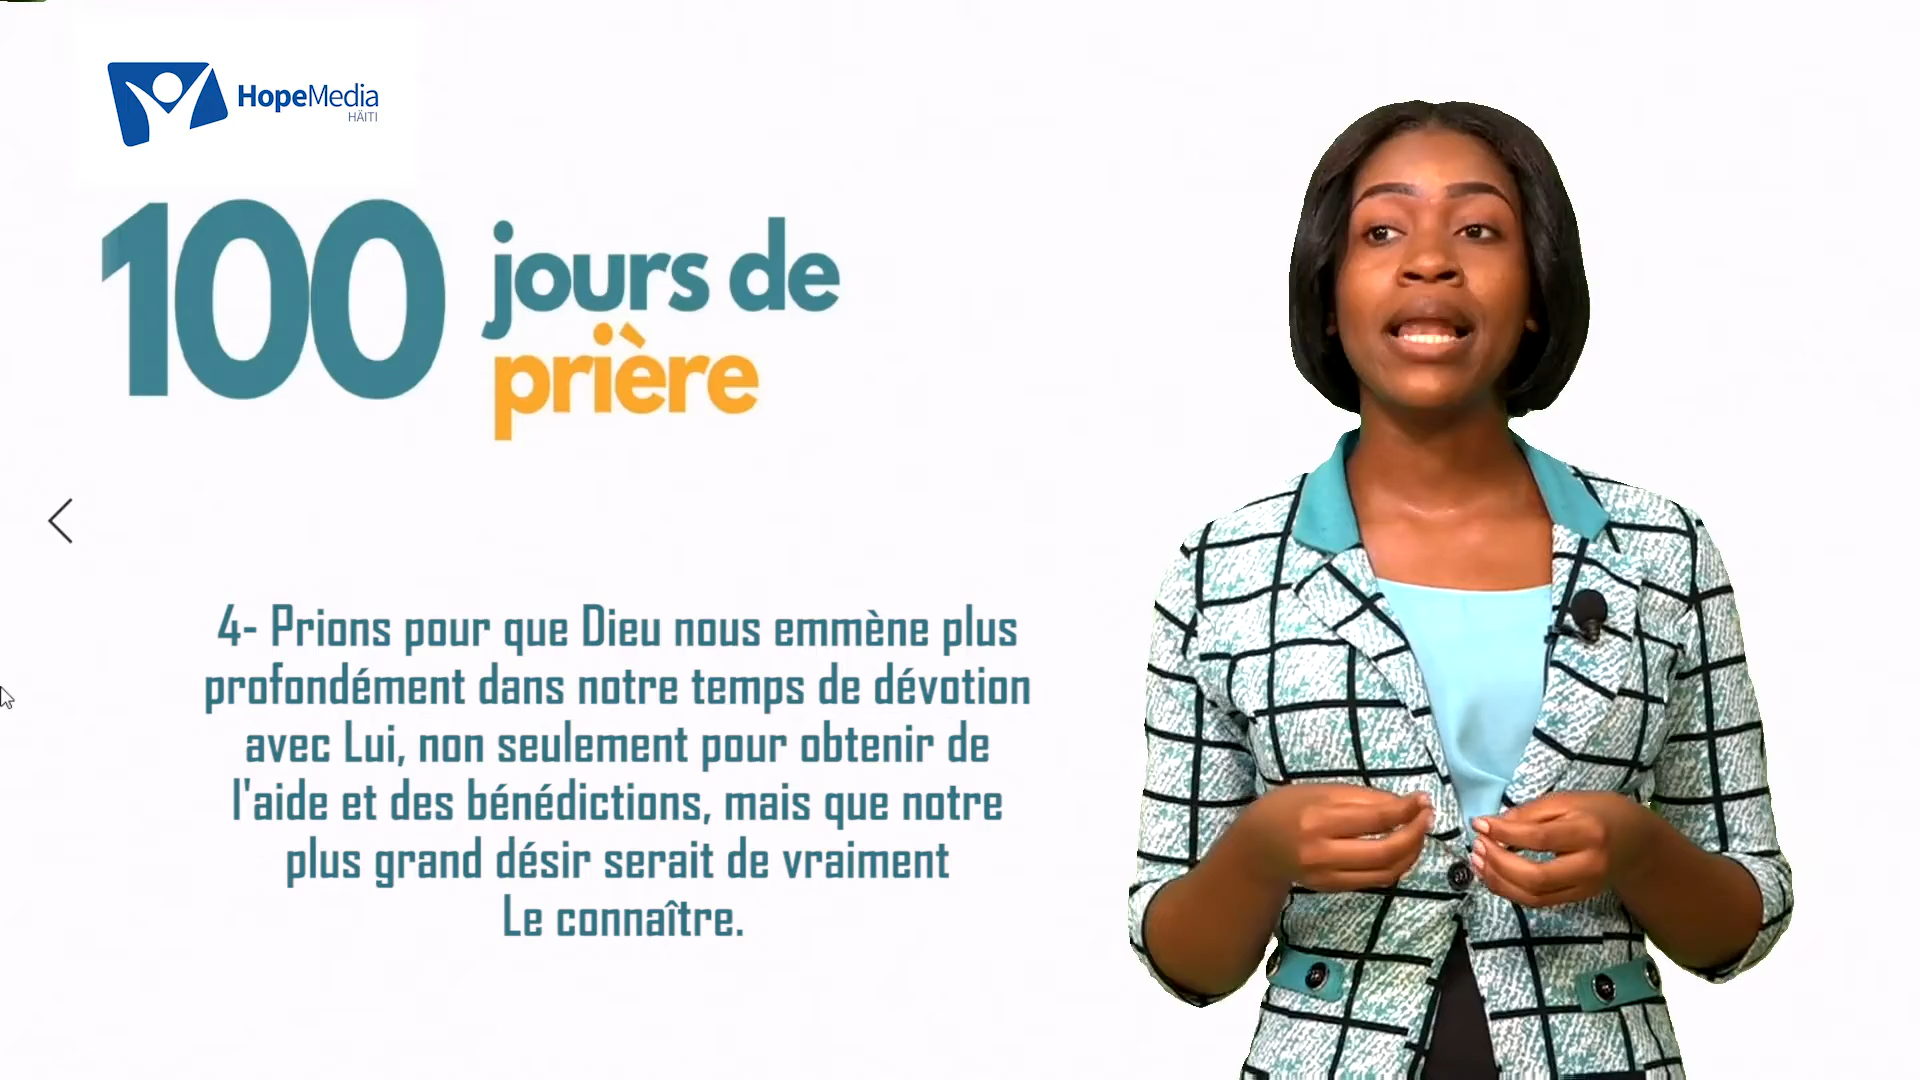 HopeMedia
HÄITI
100 jours de
prière
4- Prions pour que Dieu nous emmène plus
profondément dans notre temps de dévotion
avec Lui, non seulement pour obtenir de
l'aide et des bénédictions, mais que notre
plus grand désir serait de vraiment
Le connaître.